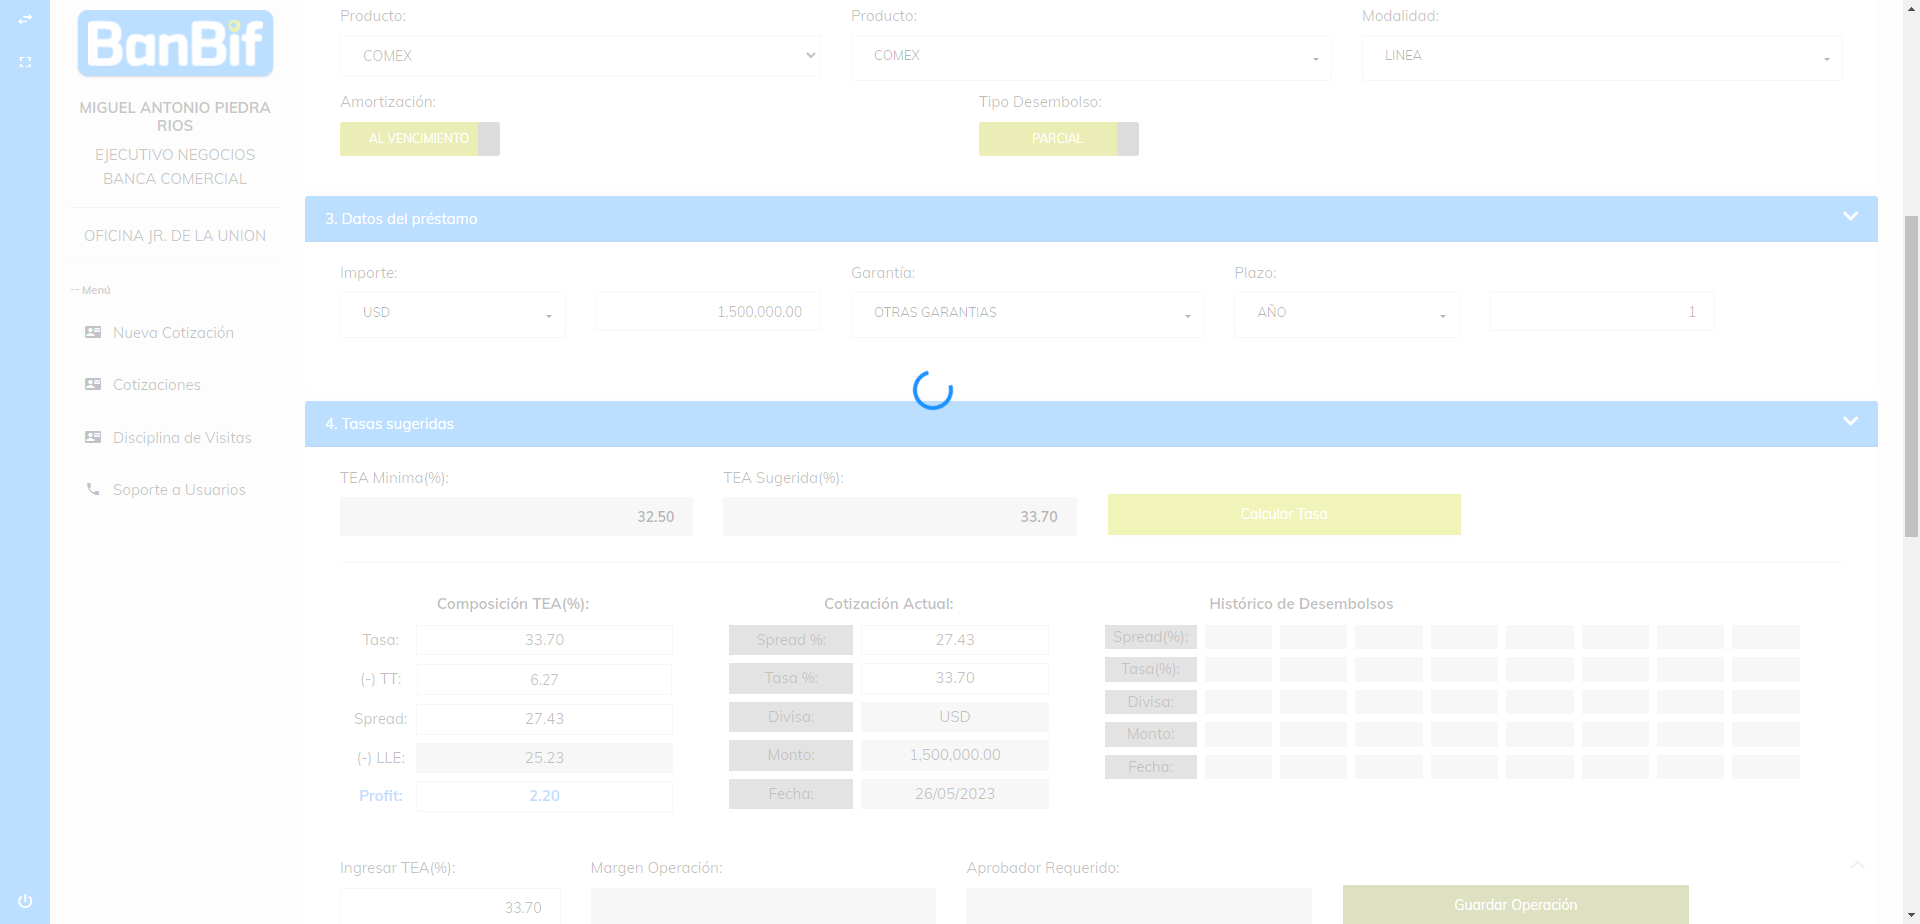 BanBif
MIGUEL ANTONIO PIEDRA
RIOS
EJECUTIVO NEGOCIOS
BANCA COMERCIAL
OFICINA JR. DE LA UNION
-- Menú
Nueva Cotización
Cotizaciones
Disciplina de Visitas
Soporte a Usuarios
Producto: Producto: Modalidad:
COMEX COMEX LINEA
Amortización: Tipo Desembolso:
AL VENCIMIENTO PARCIAL
3. Datos del préstamo
Importe: Garantía: Plazo:
USD 1,500,000.00 OTRAS GARANTIAS AÑO 1
4. Tasas sugeridas
TEA Minima(%): TEA Sugerida(%):
32.50 33.70 Calcular Tasa
Composición TEA(%): Cotización Actual: Histórico de Desembolsos
Tasa: 33.70 Spread %: 27.43 Spread(%):
(-) TT: 6.27 Tasa %: 33.70 Tasa(%):
Spread: 27.43 Divisa: USD Divisa:
(-) LLE: 25.23 Monto: 1,500,000.00 Monto:
Profit: 2.20 Fecha: 26/05/2023 Fecha:
Ingresar TEA(%): Margen Operación: Aprobador Requerido:
33.70 Guardar Operación